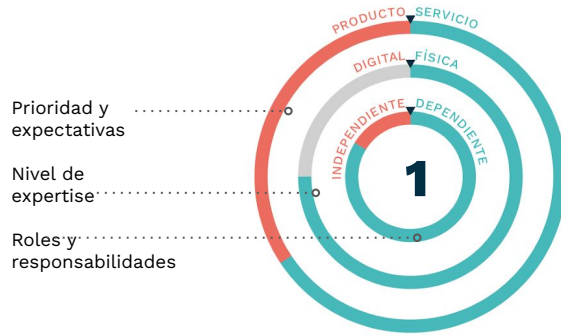 PRODUCTO SERVICIO
DIGITAL FÍSICA
INDEPENDIENTE DEPENDIENTE
1
Prioridad y
expectativas
Nivel de
expertise
Roles y
responsabilidades